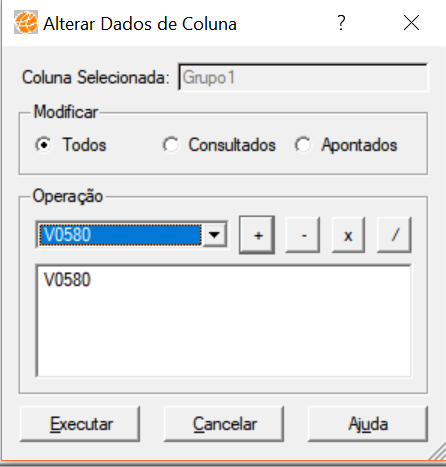 Alterar Dados de Coluna ? ×
Coluna Selecionada: Grupo1
Modificar
Todos Consultados Apontados
Operação
V0580 + - x /
V0580
Executar Cancelar Ajuda